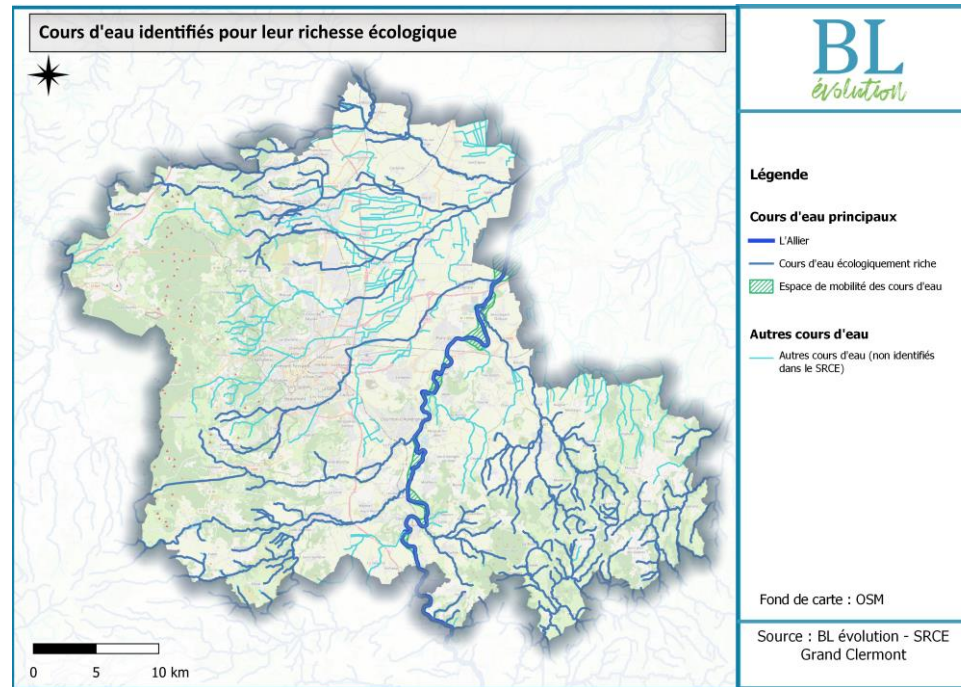 Cours d'eau identifiés pour leur richesse écologique
BL
évolution
Légende
Cours d'eau principaux
L'Allier
Cours d'eau écologiquement riche
Espace de mobilité des cours d'eau
Autres cours d'eau
Autres cours d'eau (non identifiés
dans le SRCE)
Fond de carte : OSM
Source : BL évolution - SRCE
Grand Clermont
0 5 10 km